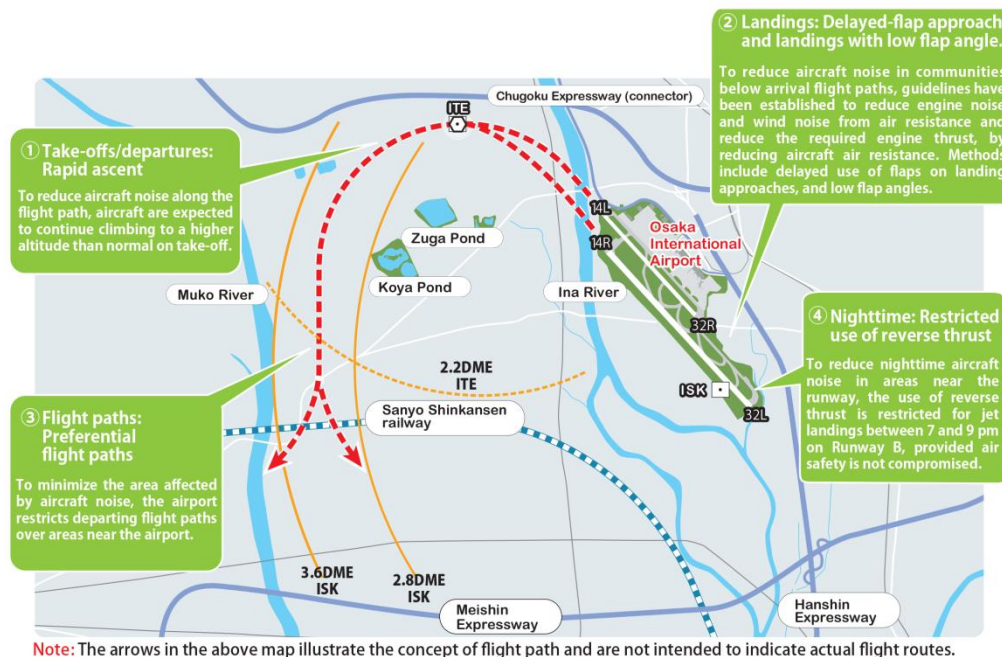 ② Landings: Delayed-flap approach
and landings with low flap angle.
To reduce aircraft noise in communities
below arrival flight paths, guidelines have
been established to reduce engine noise
and wind noise from air resistance and
reduce the required engine thrust, by
reducing aircraft air resistance. Methods
include delayed use of flaps on landing
approaches, and low flap angles.
Chugoku Expressway (connector)
ITE
① Take-offs/departures:
Rapid ascent
To reduce aircraft noise along the
flight path, aircraft are expected
to continue climbing to a higher
altitude than normal on take-off.
14L
14R
Osaka
International
Airport
Zuga Pond
Koya Pond
Muko River
Ina River
32R
④ Nighttime: Restricted
use of reverse thrust
To reduce nighttime aircraft
noise in areas near the
runway, the use of reverse
thrust is restricted for jet
landings between 7 and 9 pm
on Runway B, provided air
safety is not compromised.
2.2DME
ITE
ISK
32L
Sanyo Shinkansen
railway
③ Flight paths:
Preferential
flight paths
To minimize the area affected
by aircraft noise, the airport
restricts departing flight paths
over areas near the airport.
3.6DME
ISK
2.8DME
ISK
Meishin
Expressway
Hanshin
Expressway
Note: The arrows in the above map illustrate the concept of flight path and are not intended to indicate actual flight routes.